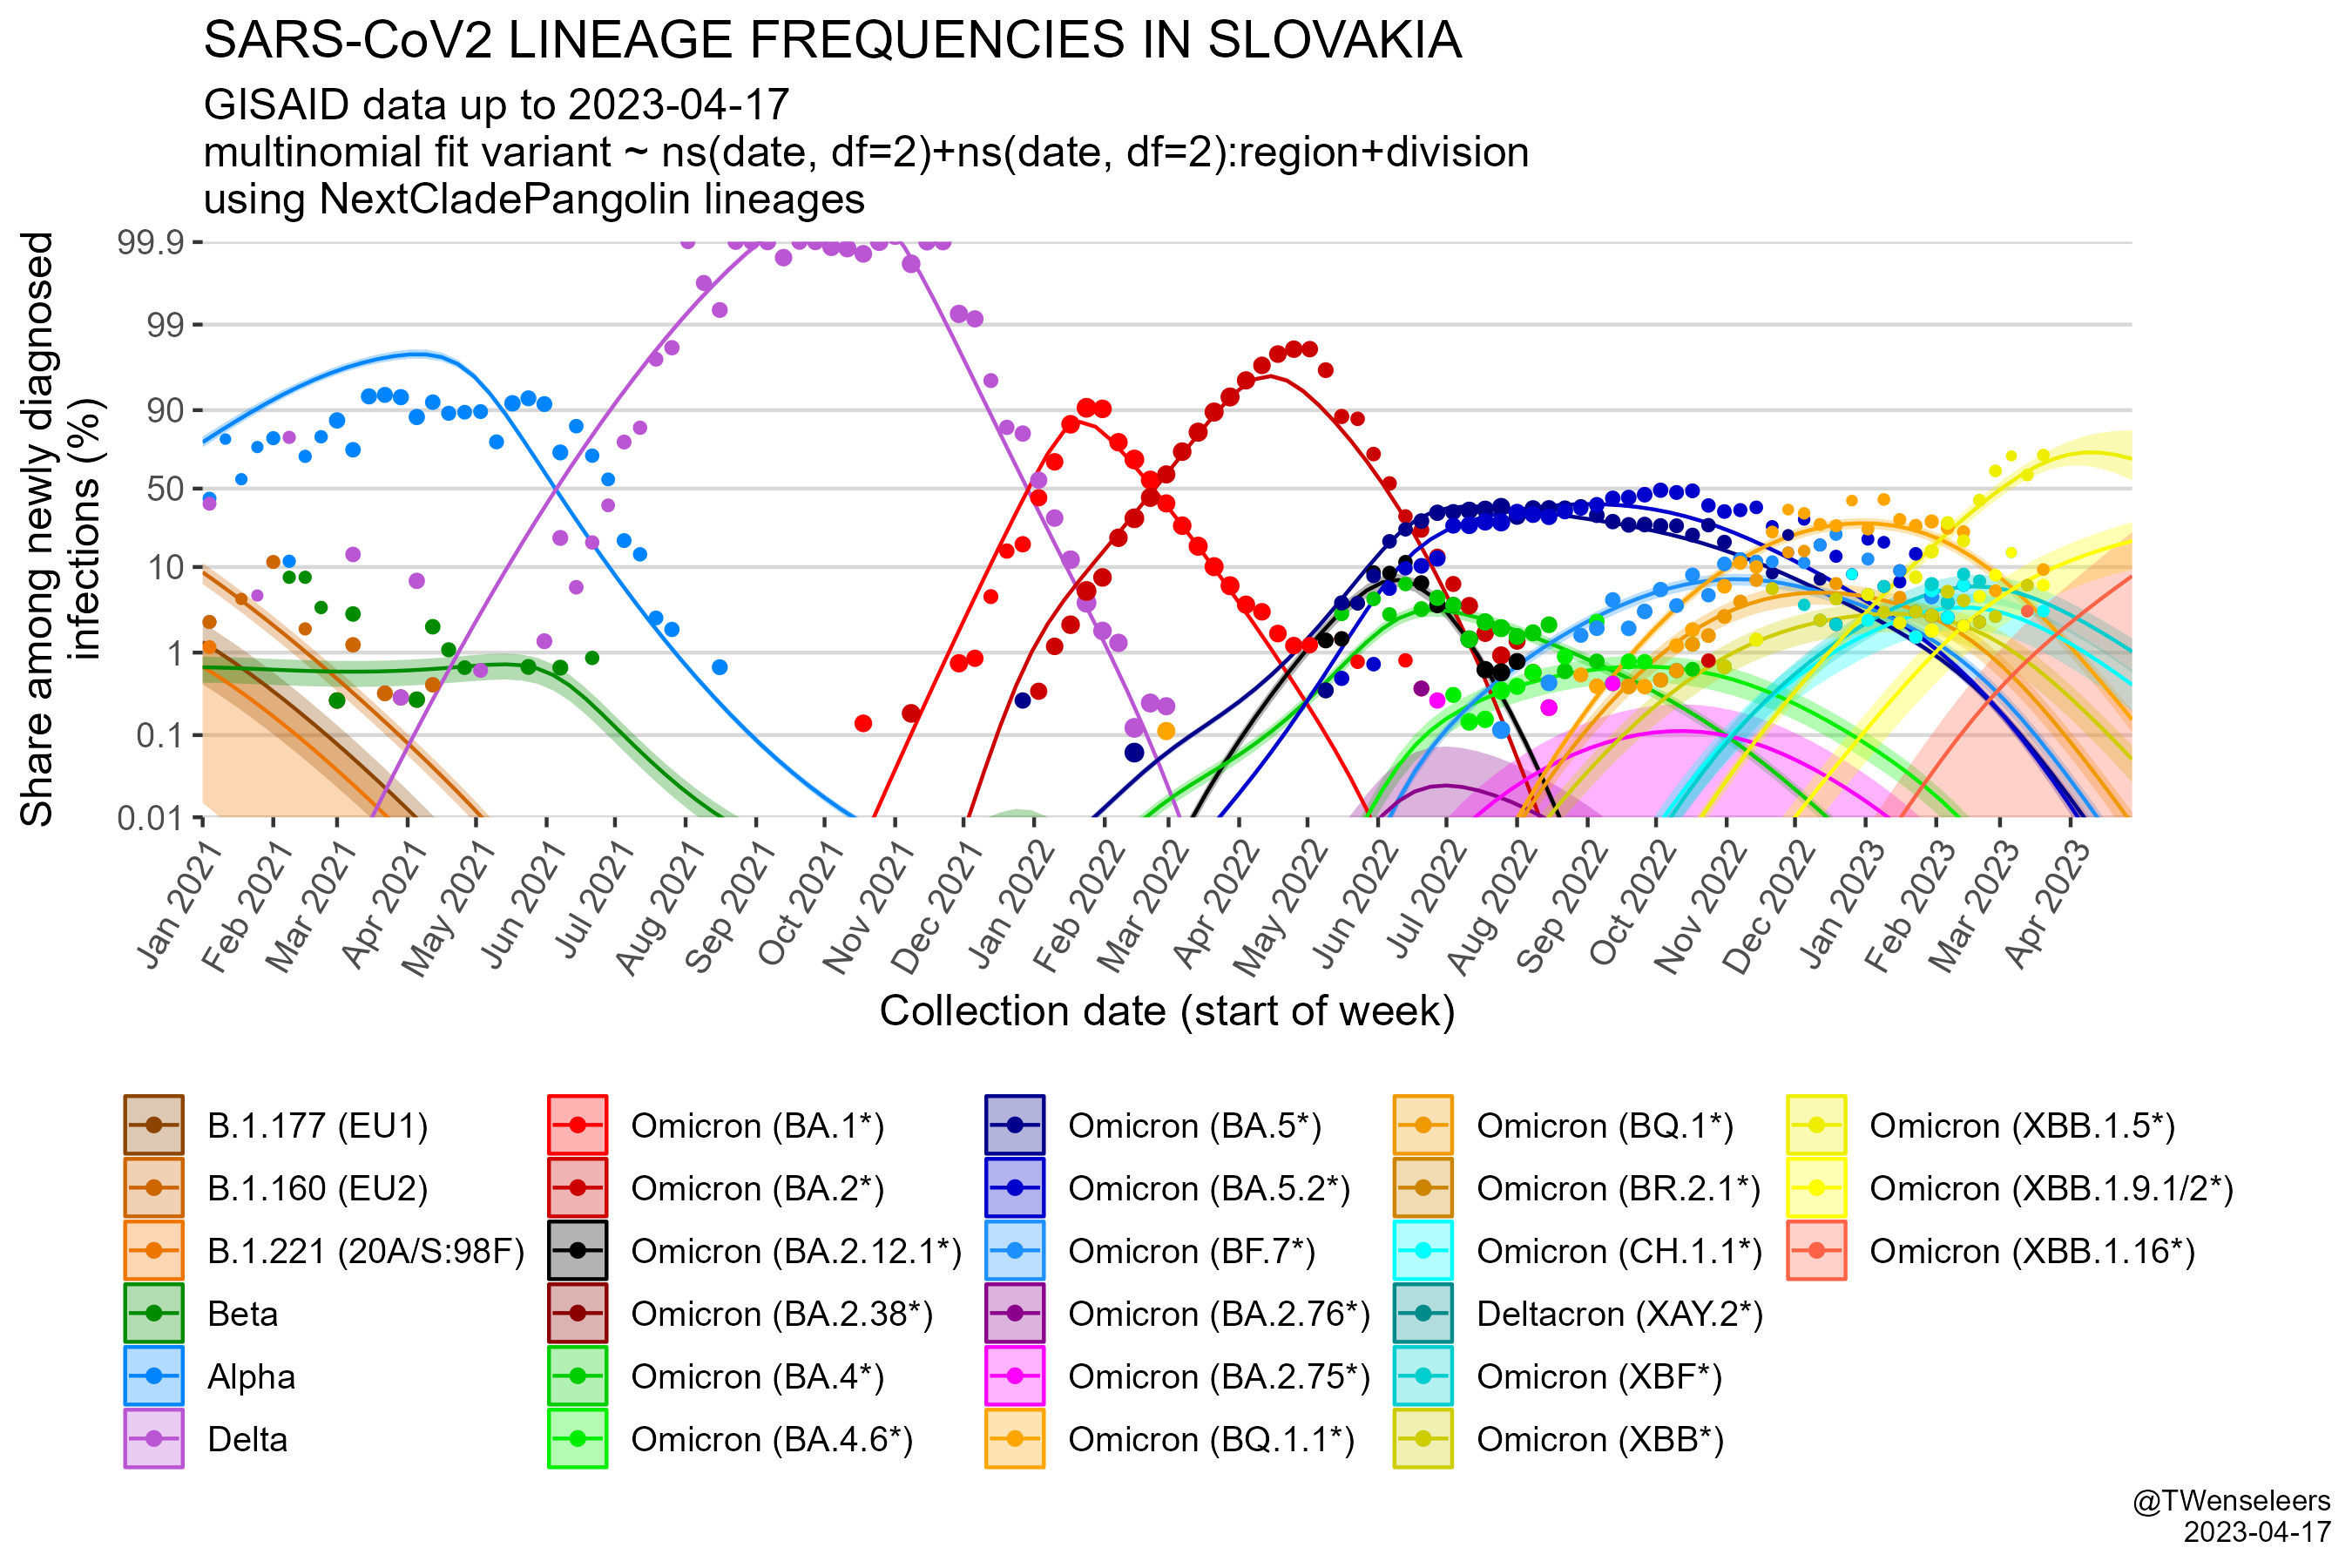 SARS-CoV2 LINEAGE FREQUENCIES IN SLOVAKIA
GISAID data up to 2023-04-17
multinomial fit variant ~ ns(date, df=2)+ns(date, df=2):region+division
using NextCladePangolin lineages
Share among newly diagnosed
infections (%)
99.9
99
90
50
10
1
0.1
0.01
Jan 2021
Feb 2021
Mar 2021
Apr 2021
May 2021
Jun 2021
Jul 2021
Aug 2021
Sep 2021
Oct 2021
Nov 2021
Dec 2021
Jan 2022
Feb 2022
Mar 2022
Apr 2022
May 2022
Jun 2022
Jul 2022
Aug 2022
Sep 2022
Oct 2022
Nov 2022
Dec 2022
Jan 2023
Feb 2023
Mar 2023
Apr 2023
Collection date (start of week)
B.1.177 (EU1)
B.1.160 (EU2)
B.1.221 (20A/S:98F)
Beta
Alpha
Delta
Omicron (BA.1*)
Omicron (BA.2*)
Omicron (BA.2.12.1*)
Omicron (BA.2.38*)
Omicron (BA.4*)
Omicron (BA.4.6*)
Omicron (BA.5*)
Omicron (BA.5.2*)
Omicron (BF.7*)
Omicron (BA.2.76*)
Omicron (BA.2.75*)
Omicron (BQ.1.1*)
Omicron (BQ.1*)
Omicron (BR.2.1*)
Omicron (CH.1.1*)
Deltacron (XAY.2*)
Omicron (XBF*)
Omicron (XBB*)
Omicron (XBB.1.5*)
Omicron (XBB.1.9.1/2*)
Omicron (XBB.1.16*)
@TWenseleers
2023-04-17